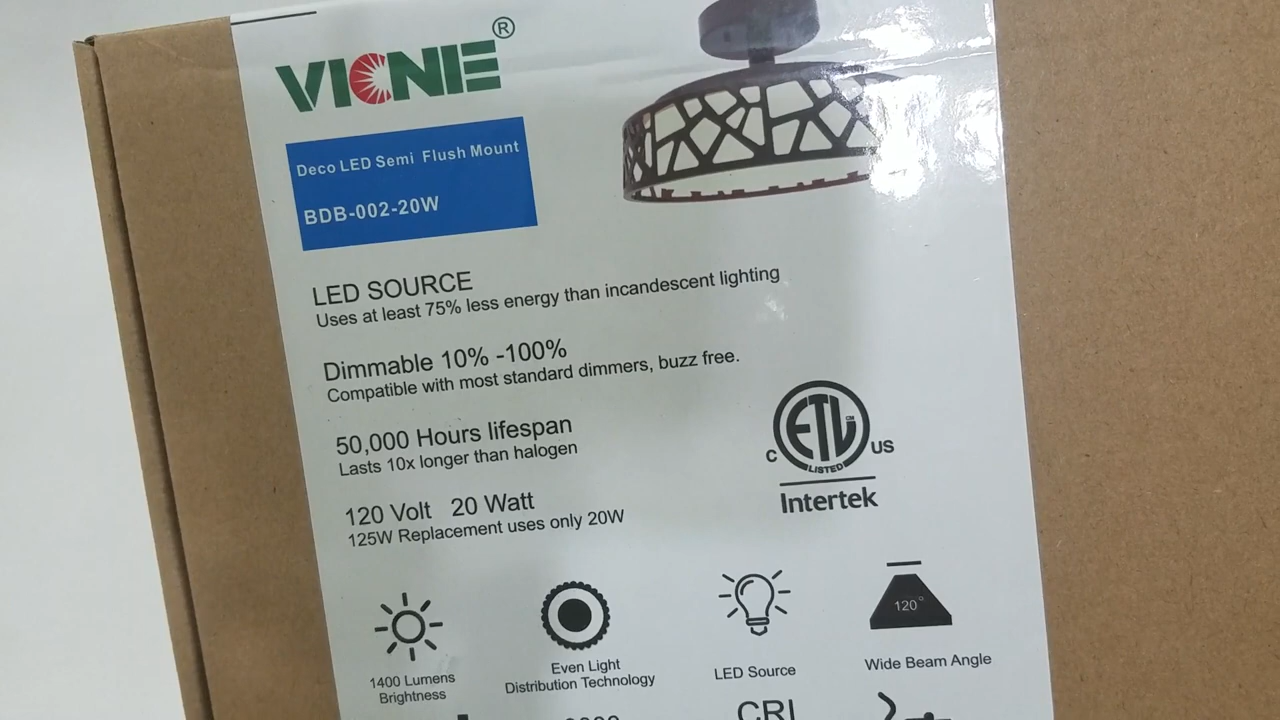 VICNIE®
Deco LED Semi Flush Mount
BDB-002-20W
LED SOURCE
Uses at least 75% less energy than incandescent lighting
Dimmable 10% -100%
Compatible with most standard dimmers, buzz free.
50,000 Hours lifespan
Lasts 10x longer than halogen
120 Volt 20 Watt
125W Replacement uses only 20W
C ETL CM US
LISTED
Intertek
120°
1400 Lumens
Brightness
Even Light
Distribution Technology
LED Source
Wide Beam Angle
CRI